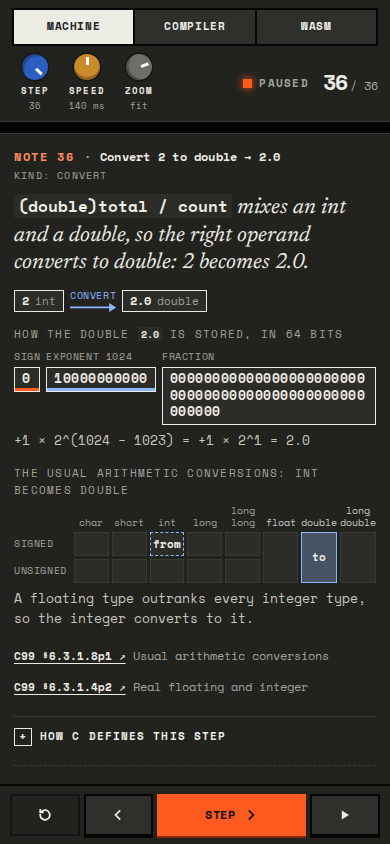 MACHINE COMPILER WASM
STEP SPEED ZOOM
36 140 ms fit
PAUSED 36 / 36
NOTE 36 · Convert 2 to double → 2.0
KIND: CONVERT
(double)total / count mixes an int
and a double, so the right operand
converts to double: 2 becomes 2.0.
2 int CONVERT 2.0 double
HOW THE DOUBLE 2.0 IS STORED, IN 64 BITS
SIGN EXPONENT 1024 FRACTION
0 10000000000 00000000000000000000000
00000000000000000000000
000000
+1 × 2^(1024 − 1023) = +1 × 2^1 = 2.0
THE USUAL ARITHMETIC CONVERSIONS: INT
BECOMES DOUBLE
char short int long long long float double long double
SIGNED from to
UNSIGNED
A floating type outranks every integer type,
so the integer converts to it.
C99 §6.3.1.8p1 ↗ Usual arithmetic conversions
C99 §6.3.1.4p2 ↗ Real floating and integer
+ HOW C DEFINES THIS STEP
STEP